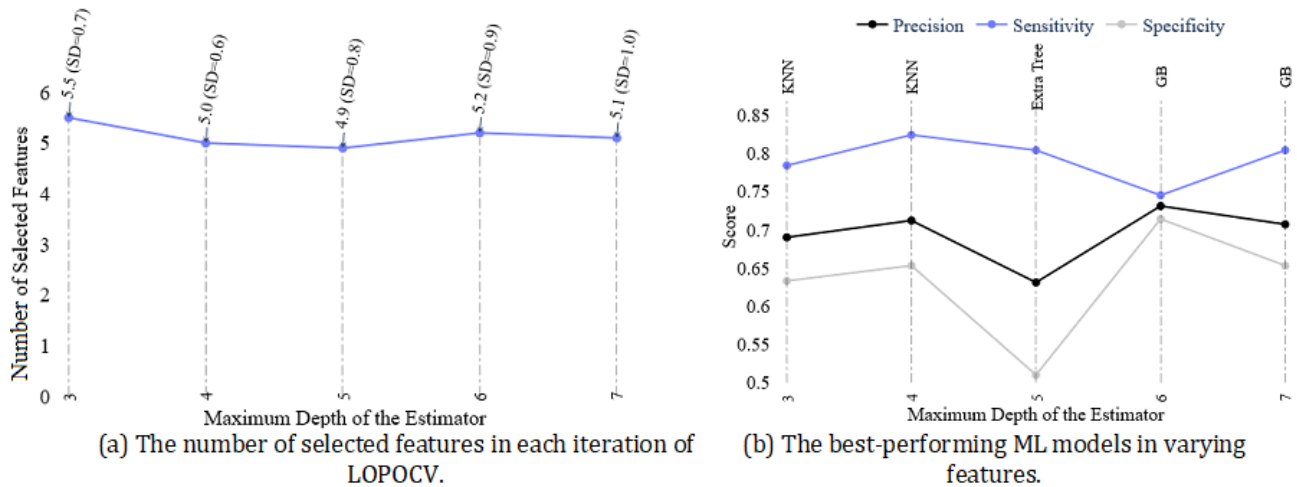 5.5 (SD=0.7)
5.0 (SD=0.6)
4.9 (SD=0.8)
5.2 (SD=0.9)
5.1 (SD=1.0)
Number of Selected Features
6
5
4
3
2
1
0
3
4
5
6
7
Maximum Depth of the Estimator
(a) The number of selected features in each iteration of
LOPOCV.
Precision Sensitivity Specificity
KNN
KNN
Extra Tree
GB
GB
Score
0.85
0.8
0.75
0.7
0.65
0.6
0.55
0.5
3
4
5
6
7
Maximum Depth of the Estimator
(b) The best-performing ML models in varying
features.